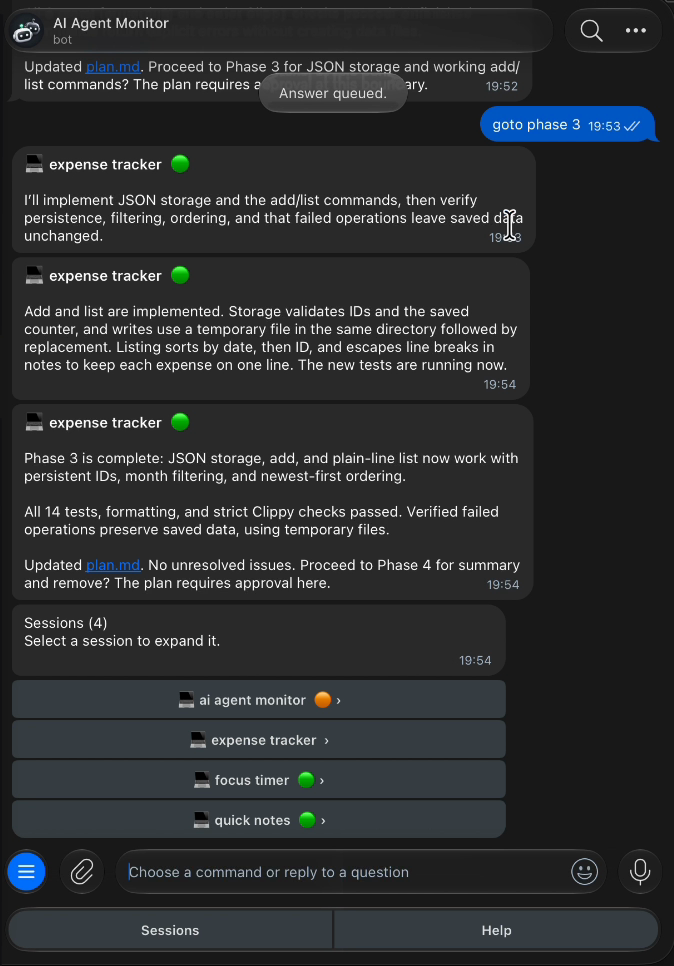 AI Agent Monitor
bot
Updated plan.md. Proceed to Phase 3 for JSON storage and working add/
list commands? The plan requires
19:52
Answer queued.
goto phase 3 19:53
expense tracker
I'll implement JSON storage and the add/list commands, then verify
persistence, filtering, ordering, and that failed operations leave saved data
unchanged.
expense tracker
Add and list are implemented. Storage validates IDs and the saved
counter, and writes use a temporary file in the same directory followed by
replacement. Listing sorts by date, then ID, and escapes line breaks in
notes to keep each expense on one line. The new tests are running now.
19:54
expense tracker
Phase 3 is complete: JSON storage, add, and plain-line list now work with
persistent IDs, month filtering, and newest-first ordering.
All 14 tests, formatting, and strict Clippy checks passed. Verified failed
operations preserve saved data, using temporary files.
Updated plan.md. No unresolved issues. Proceed to Phase 4 for summary
and remove? The plan requires approval here.
19:54
Sessions (4)
Select a session to expand it.
19:54
ai agent monitor ›
expense tracker ›
focus timer ›
quick notes ›
Choose a command or reply to a question
Sessions
Help